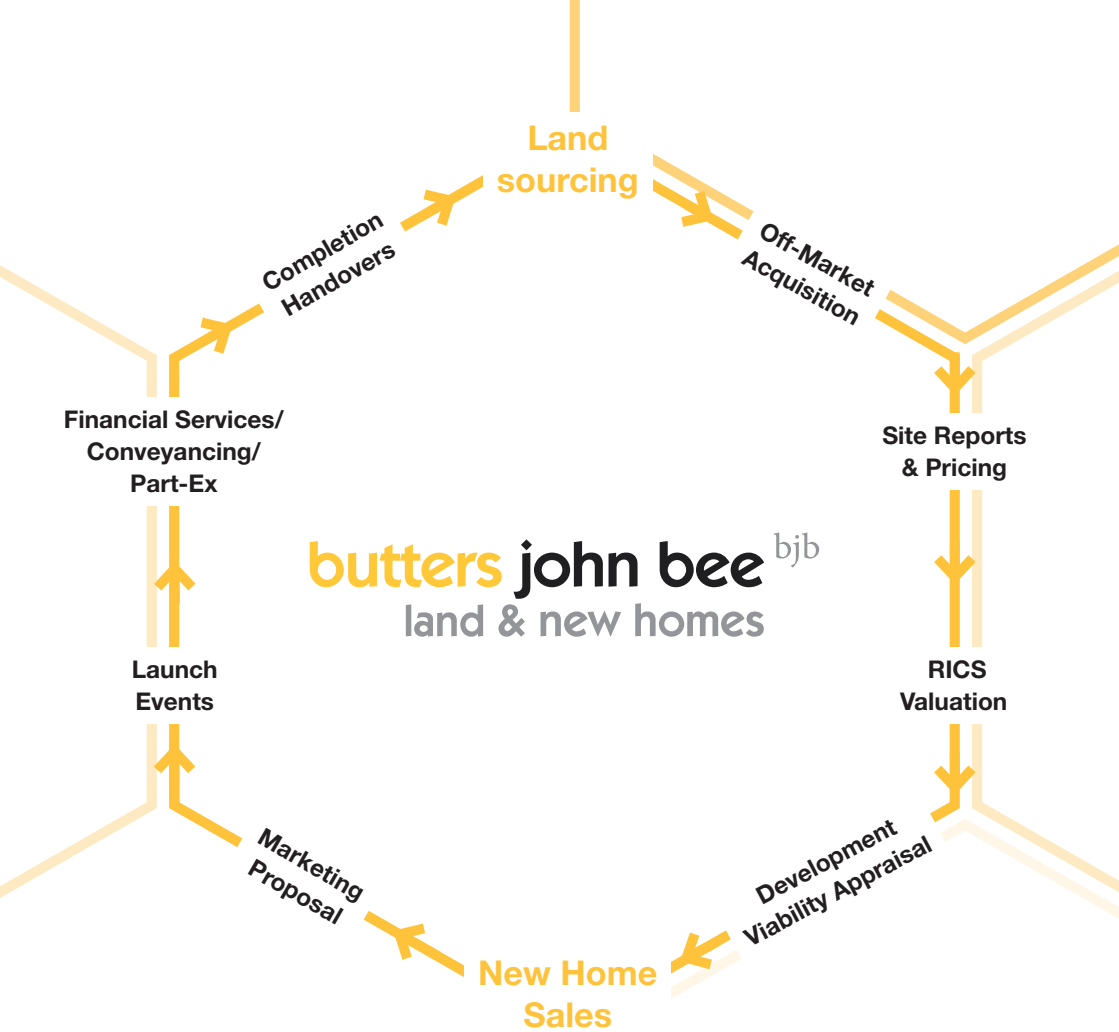 Land
sourcing
Off-Market
Acquisition
Site Reports
& Pricing
RICS
Valuation
Development
Viability Appraisal
New Home
Sales
Marketing
Proposal
Launch
Events
Financial Services/
Conveyancing/
Part-Ex
Completion
Handovers
butters john bee bjb
land & new homes